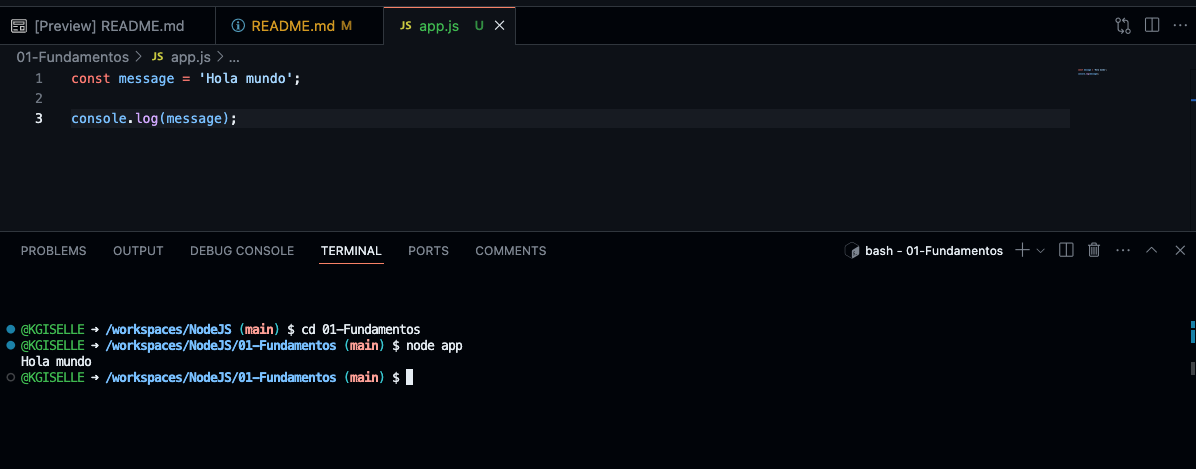 [Preview] README.md README.md M JS app.js U
01-Fundamentos > JS app.js > ...
1 const message = 'Hola mundo';
2
3 console.log(message);
PROBLEMS OUTPUT DEBUG CONSOLE TERMINAL PORTS COMMENTS bash - 01-Fundamentos
@KGISELLE ➜ /workspaces/NodeJS (main) $ cd 01-Fundamentos
@KGISELLE ➜ /workspaces/NodeJS/01-Fundamentos (main) $ node app
Hola mundo
@KGISELLE ➜ /workspaces/NodeJS/01-Fundamentos (main) $